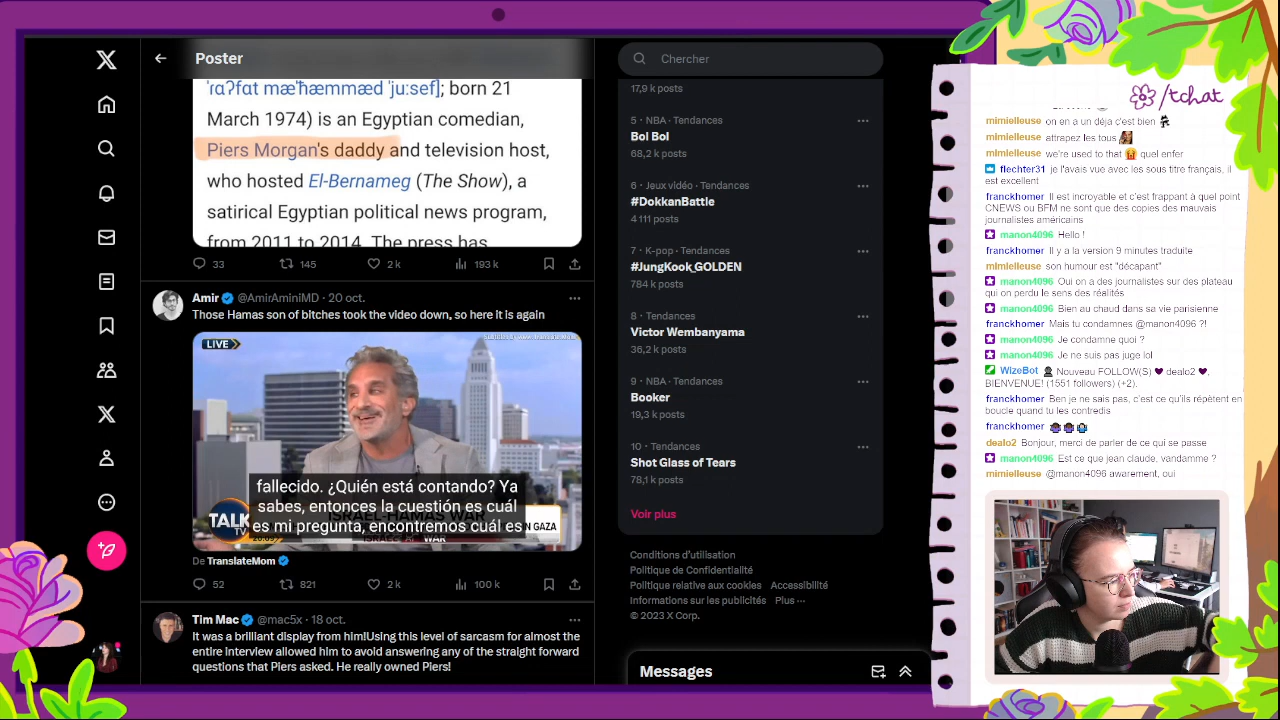 Poster
'rɑʔfɑt mæˈħæmmæd ˈjuːsef]; born 21
March 1974) is an Egyptian comedian,
Piers Morgan's daddy and television host,
who hosted El-Bernameg (The Show), a
satirical Egyptian political news program,
33
145
2 k
193 k
Amir @AmirAminiMD · 20 oct.
Those Hamas son of bitches took the video down, so here it is again
LIVE
fallecido. ¿Quién está contando? Ya
sabes, entonces la cuestión es cuál
es mi pregunta, encontremos cuál es
TALK
N GAZA
De TranslateMom
52
821
2 k
100 k
Tim Mac @mac5x · 18 oct.
It was a brilliant display from him!Using this level of sarcasm for almost the
entire interview allowed him to avoid answering any of the straight forward
questions that Piers asked. He really owned Piers!
Chercher
17,9 k posts
5 · NBA · Tendances
Bol Bol
68,2 k posts
6 · Jeux vidéo · Tendances
#DokkanBattle
4 111 posts
7 · K-pop · Tendances
#JungKook_GOLDEN
784 k posts
8 · Tendances
Victor Wembanyama
36,2 k posts
9 · NBA · Tendances
Booker
19,3 k posts
10 · Tendances
Shot Glass of Tears
78,1 k posts
Voir plus
Conditions d'utilisation
Politique de Confidentialité
Politique relative aux cookies Accessibilité
Informations sur les publicités Plus ···
© 2023 X Corp.
Messages
/tchat
mimielleuse on en a un déja c'est bien
mimielleuse attrapez les tous
mimielleuse we're used to that quel enfer
flechter31 je l'avais vue avec les sous titre français, il
est excellent
franckhomer Il est incroyable et c'est frappant à quel point
CNEWS ou BFM ne sont que des copies des mauvais
journalistes américains
manon4096 Hello !
franckhomer Il y a la version 9 minutes traduite
mimielleuse son humour est "décapant"
manon4096 Oui on a des journalistes sur des plateau
qui on perdu le sens des réalités
manon4096 Bien au chaud dans sa vie parisienne
franckhomer Mais tu condamnes @manon4096 ?!
manon4096 Je condamne quoi ?
manon4096 Je ne suis pas juge lol
WizeBot Nouveau FOLLOW(S) dealo2
BIENVENUE! (1551 followers) (+2).
franckhomer Ben je ne sais pas, c'est ce qu'ils répètent en
boucle quand tu les contredis
franckhomer
dealo2 Bonjour, merci de parler de ce qui se passe
manon4096 Est ce que jean claude, vandamme ?
mimielleuse @manon4096 awarement, oui